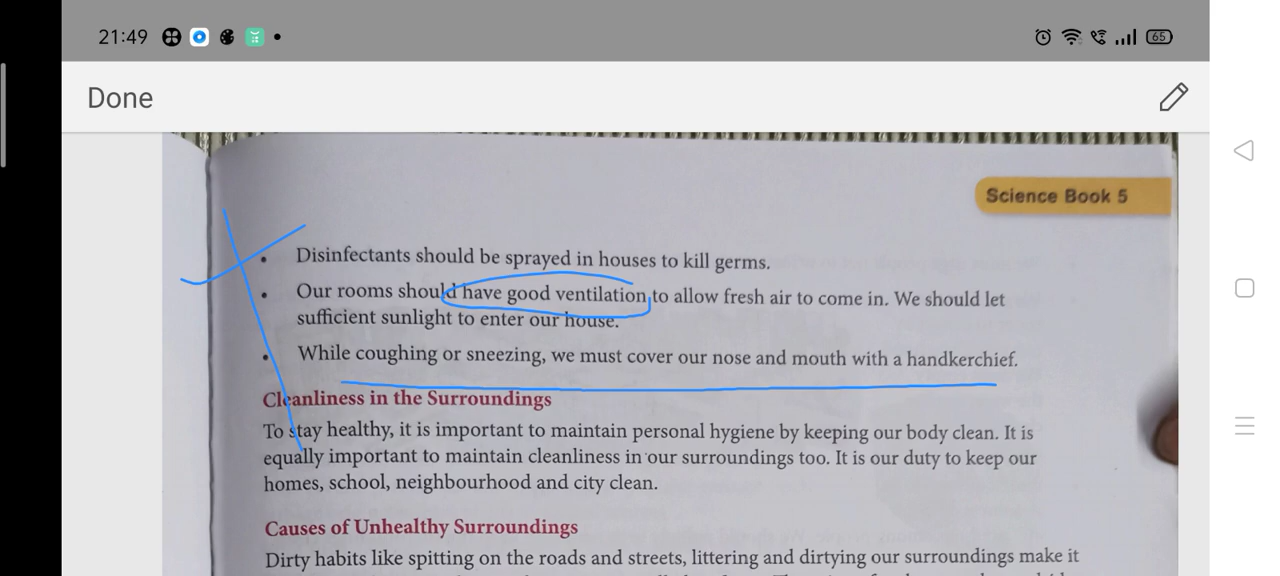 21:49
65
Done
Science Book 5
• Disinfectants should be sprayed in houses to kill germs.
• Our rooms should have good ventilation to allow fresh air to come in. We should let
sufficient sunlight to enter our house.
• While coughing or sneezing, we must cover our nose and mouth with a handkerchief.
Cleanliness in the Surroundings
To stay healthy, it is important to maintain personal hygiene by keeping our body clean. It is
equally important to maintain cleanliness in our surroundings too. It is our duty to keep our
homes, school, neighbourhood and city clean.
Causes of Unhealthy Surroundings
Dirty habits like spitting on the roads and streets, littering and dirtying our surroundings make it